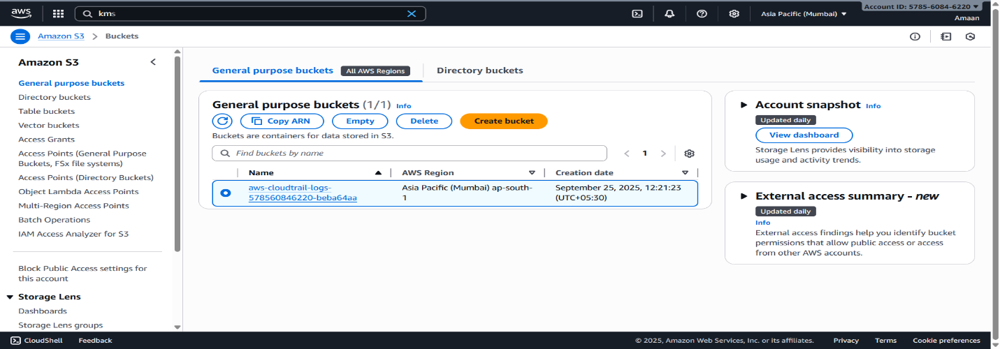 aws
kms
Asia Pacific (Mumbai)
Account ID: 5785-6084-6220
Amaan
Amazon S3
Buckets
Amazon S3
General purpose buckets
Directory buckets
Table buckets
Vector buckets
Access Grants
Access Points (General Purpose
Buckets, FSx file systems)
Access Points (Directory Buckets)
Object Lambda Access Points
Multi-Region Access Points
Batch Operations
IAM Access Analyzer for S3
Block Public Access settings for
this account
Storage Lens
Dashboards
Storage Lens groups
General purpose buckets All AWS Regions
Directory buckets
General purpose buckets (1/1) Info
Copy ARN Empty Delete Create bucket
Buckets are containers for data stored in S3.
Find buckets by name
1
Name AWS Region Creation date
aws-cloudtrail-logs-
578560846220-beba64aa
Asia Pacific (Mumbai) ap-south-
1
September 25, 2025, 12:21:23
(UTC+05:30)
Account snapshot Info
Updated daily
View dashboard
Storage Lens provides visibility into storage
usage and activity trends.
External access summary - new
Updated daily
Info
External access findings help you identify bucket
permissions that allow public access or access
from other AWS accounts.
CloudShell Feedback © 2025, Amazon Web Services, Inc. or its affiliates. Privacy Terms Cookie preferences